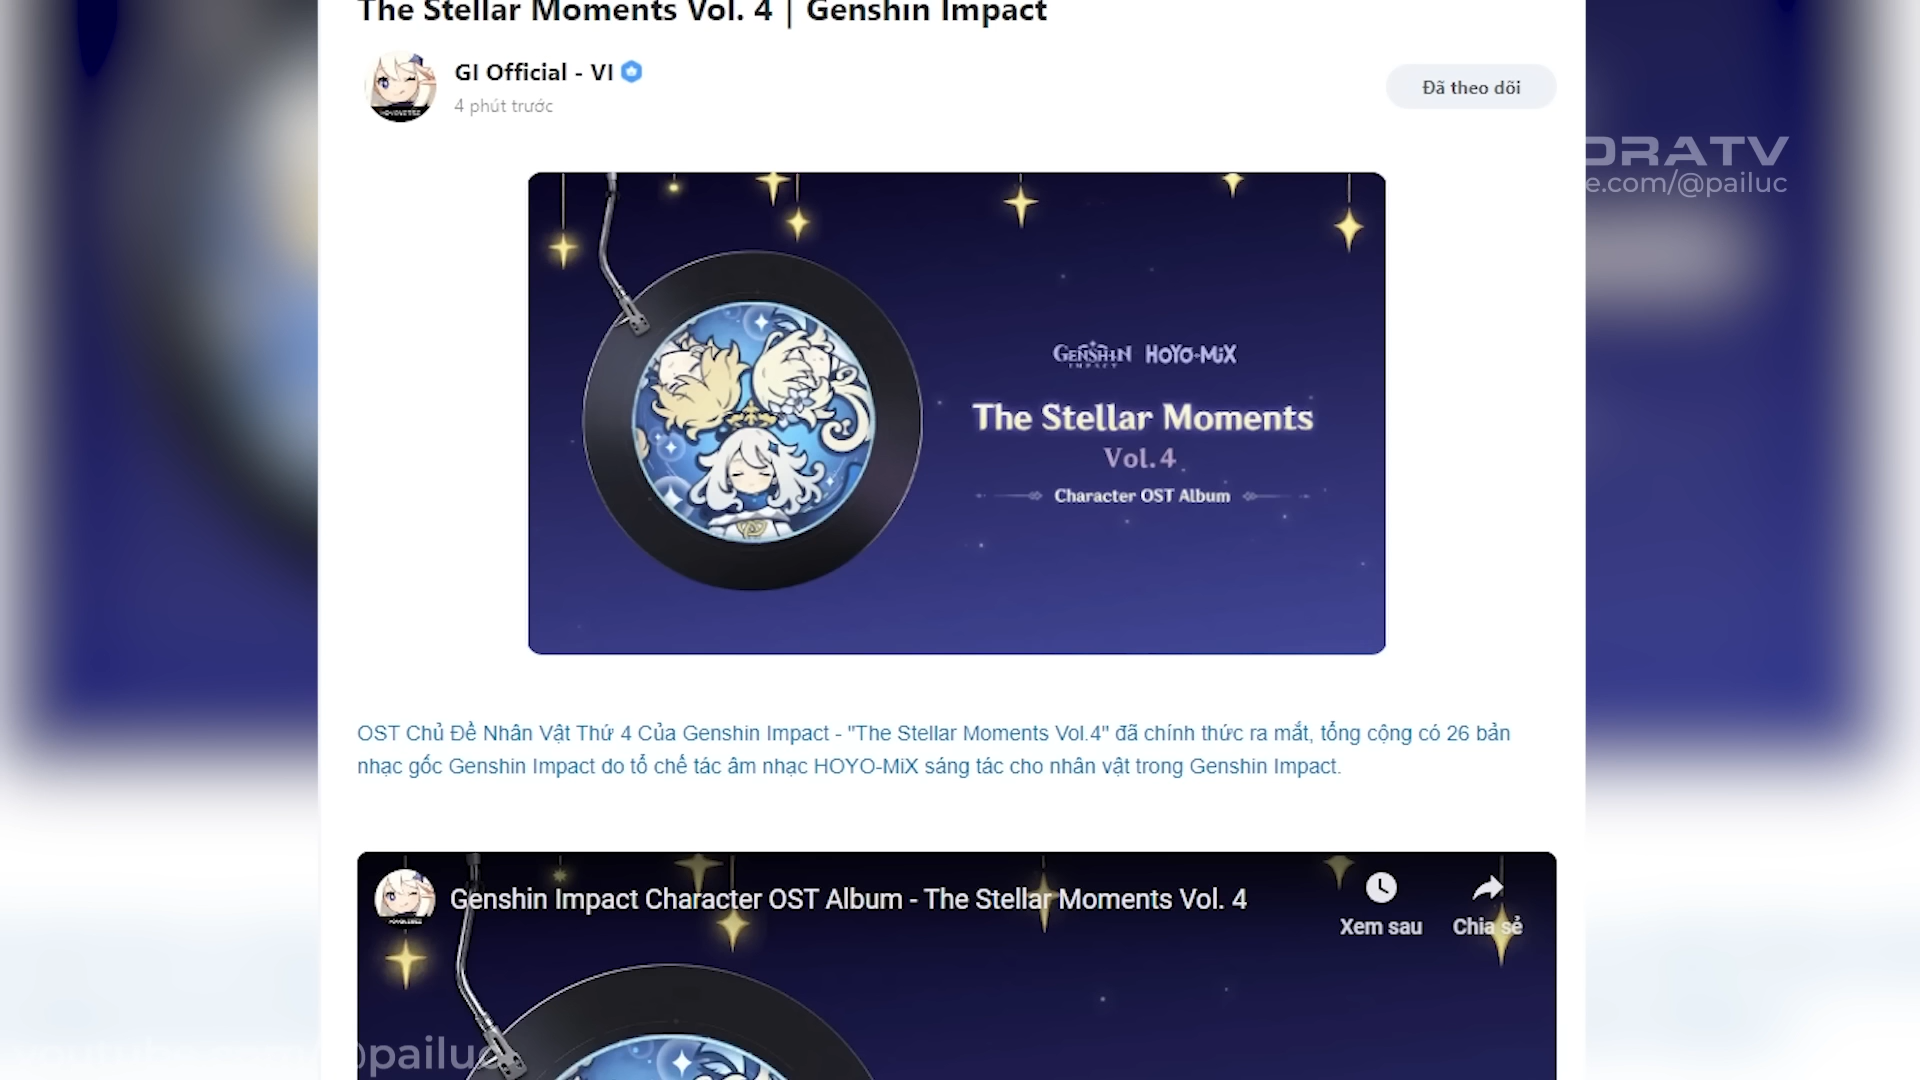 The Stellar Moments Vol. 4 | Genshin Impact
GI Official - VI
4 phút trước
Đã theo dõi
ORATV
e.com/@pailuc
GENSHIN
IMPACT
HOYO-MiX
The Stellar Moments
Vol. 4
Character OST Album
OST Chủ Đề Nhân Vật Thứ 4 Của Genshin Impact - "The Stellar Moments Vol.4" đã chính thức ra mắt, tổng cộng có 26 bản
nhạc gốc Genshin Impact do tổ chế tác âm nhạc HOYO-MiX sáng tác cho nhân vật trong Genshin Impact.
Genshin Impact Character OST Album - The Stellar Moments Vol. 4
Xem sau
Chia sẻ
@pailuc